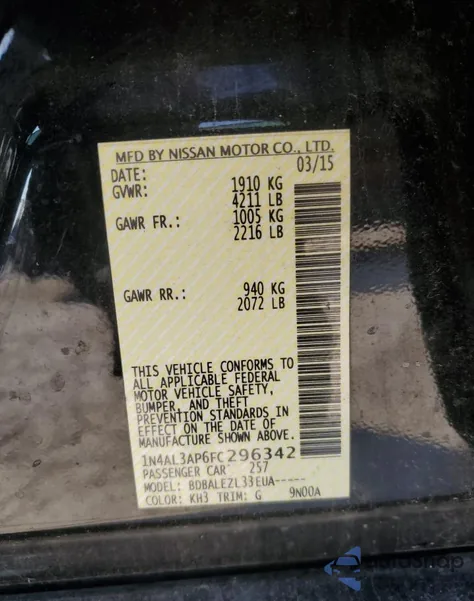 MFD BY NISSAN MOTOR CO., LTD.
DATE: 03/15
GVWR: 1910 KG
4211 LB
GAWR FR.: 1005 KG
2216 LB
GAWR RR.: 940 KG
2072 LB
THIS VEHICLE CONFORMS TO
ALL APPLICABLE FEDERAL
MOTOR VEHICLE SAFETY,
BUMPER, AND THEFT
PREVENTION STANDARDS IN
EFFECT ON THE DATE OF
MANUFACTURE SHOWN ABOVE.
1N4AL3AP6FC296342
PASSENGER CAR 257
MODEL: BDBALEZL33EUA-----
COLOR: KH3 TRIM: G 9N00A
AutoShop